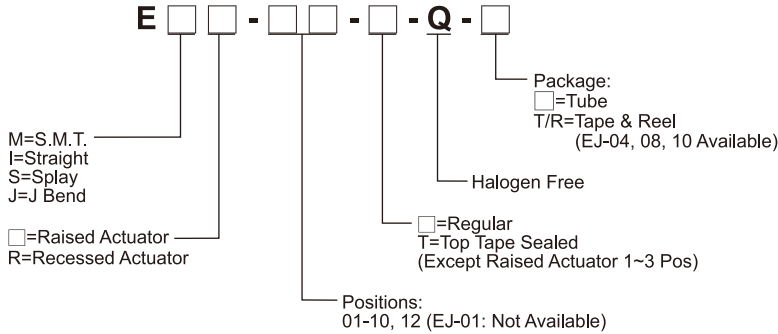 E□□-□□-□-Q-□
Package:
□=Tube
T/R=Tape & Reel
(EJ-04, 08, 10 Available)
M=S.M.T.
I=Straight
S=Splay
J=J Bend
Halogen Free
□=Raised Actuator
R=Recessed Actuator
□=Regular
T=Top Tape Sealed
(Except Raised Actuator 1~3 Pos)
Positions:
01-10, 12 (EJ-01: Not Available)